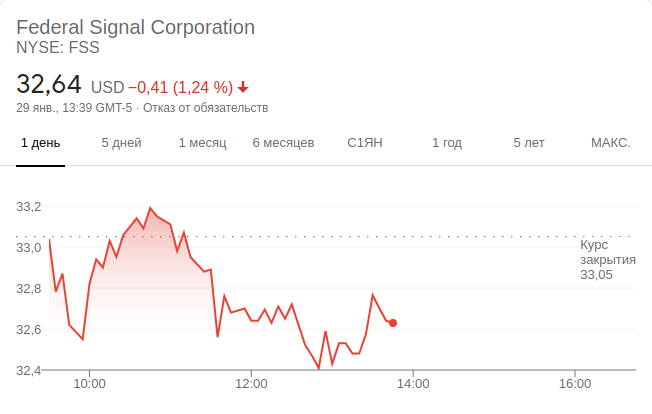 Federal Signal Corporation
NYSE: FSS
32,64 USD −0,41 (1,24 %)
29 янв., 13:39 GMT-5 · Отказ от обязательств
1 день 5 дней 1 месяц 6 месяцев С1ЯН 1 год 5 лет МАКС.
33,2
33,0
32,8
32,6
32,4
Курс
закрытия
33,05
10:00 12:00 14:00 16:00